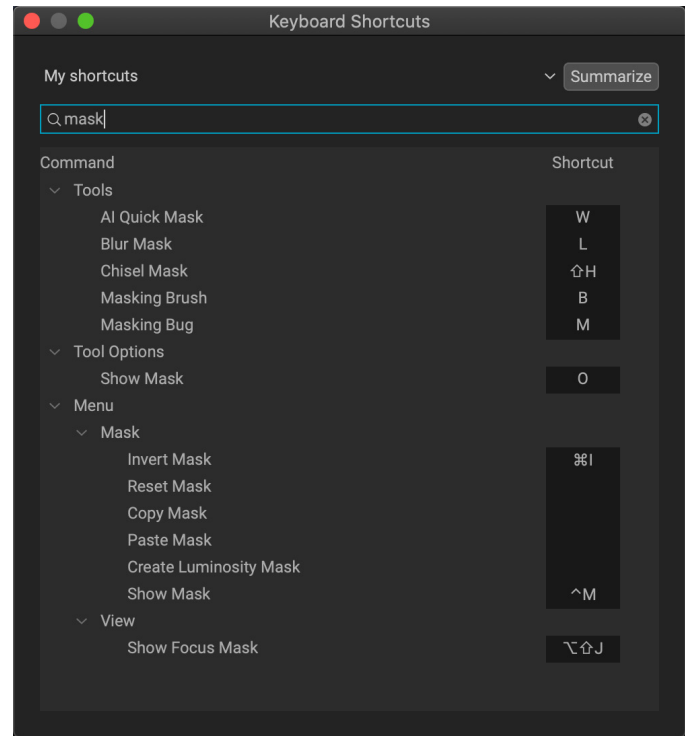 Keyboard Shortcuts
My shortcuts Summarize
mask
Command Shortcut
Tools
AI Quick Mask W
Blur Mask L
Chisel Mask ⇧H
Masking Brush B
Masking Bug M
Tool Options
Show Mask O
Menu
Mask
Invert Mask ⌘I
Reset Mask
Copy Mask
Paste Mask
Create Luminosity Mask
Show Mask ^M
View
Show Focus Mask ⌥⇧J